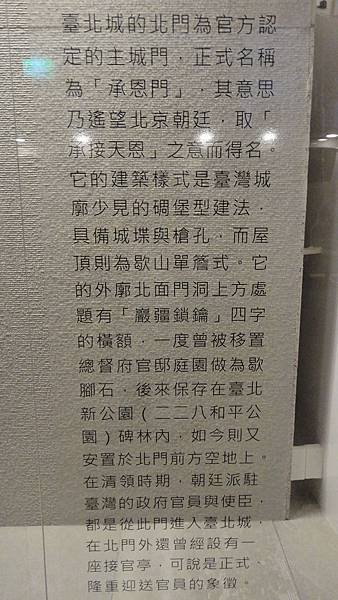 臺北城的北門為官方認
定的主城門，正式名稱
為「承恩門」，其意思
乃遙望北京朝廷，取「
承接天恩」之意而得名。
它的建築樣式是臺灣城
廓少見的碉堡型建法，
具備城堞與槍孔，而屋
頂則為歇山單簷式。它
的外廓北面門洞上方處
題有「巖疆鎖鑰」四字
的橫額，一度曾被移置
總督府官邸庭園做為歇
腳石，後來保存在臺北
新公園（二二八和平公
園）碑林內，如今則又
安置於北門前方空地上。
在清領時期，朝廷派駐
臺灣的政府官員與使臣，
都是從此門進入臺北城，
在北門外還曾經設有一
座接官亭，可說是正式、
隆重迎送官員的象徵。